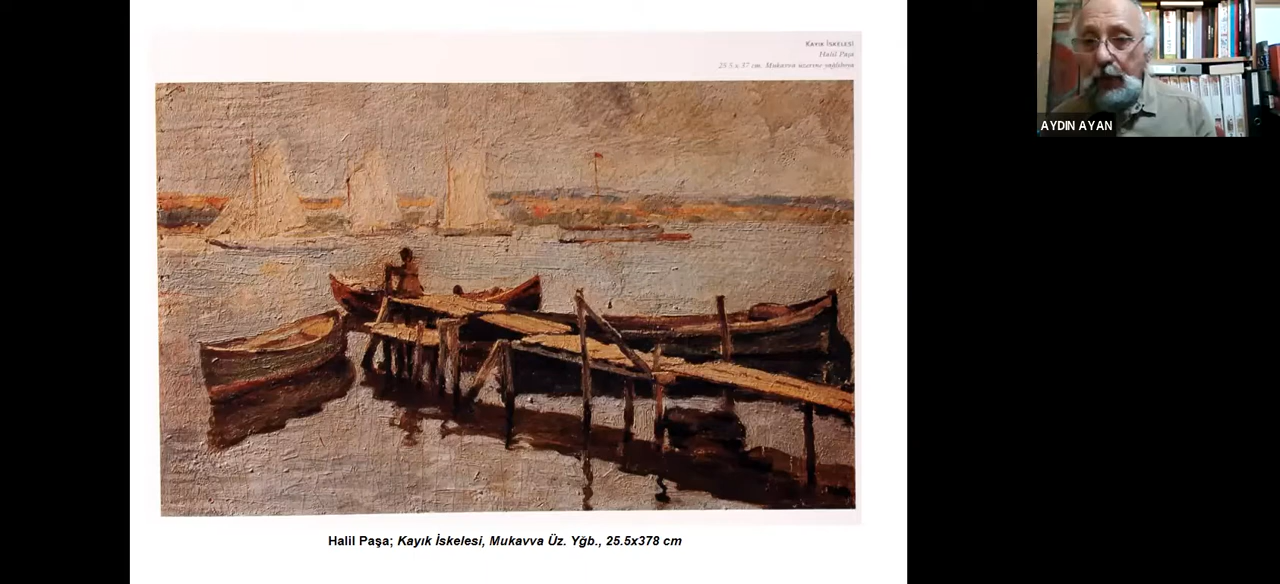 KAYIK İSKELESİ
Halil Paşa
25.5 x 37 cm. Mukavva üzerine yağlıboya
AYDIN AYAN
Halil Paşa; Kayık İskelesi, Mukavva Üz. Yğb., 25.5x378 cm